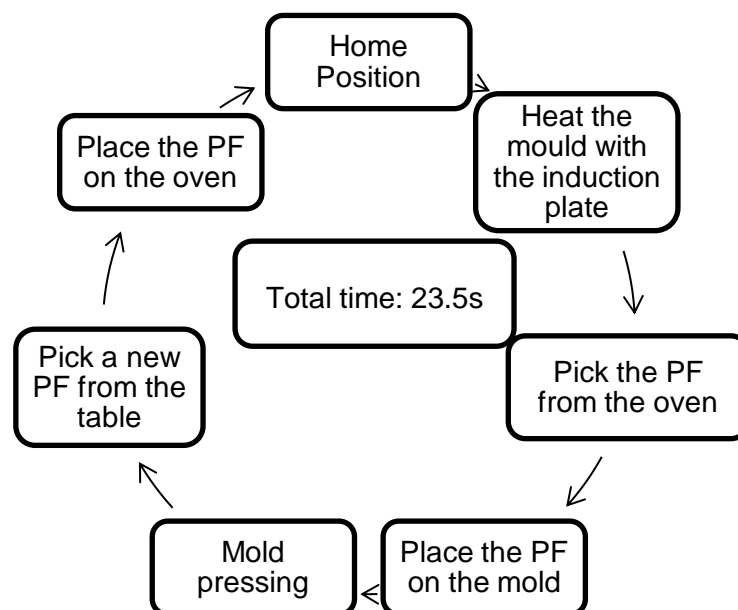 Home
Position
Heat the
mould with
the induction
plate
Place the PF
on the oven
Total time: 23.5s
Pick a new
PF from the
table
Pick the PF
from the oven
Mold
pressing
Place the PF
on the mold